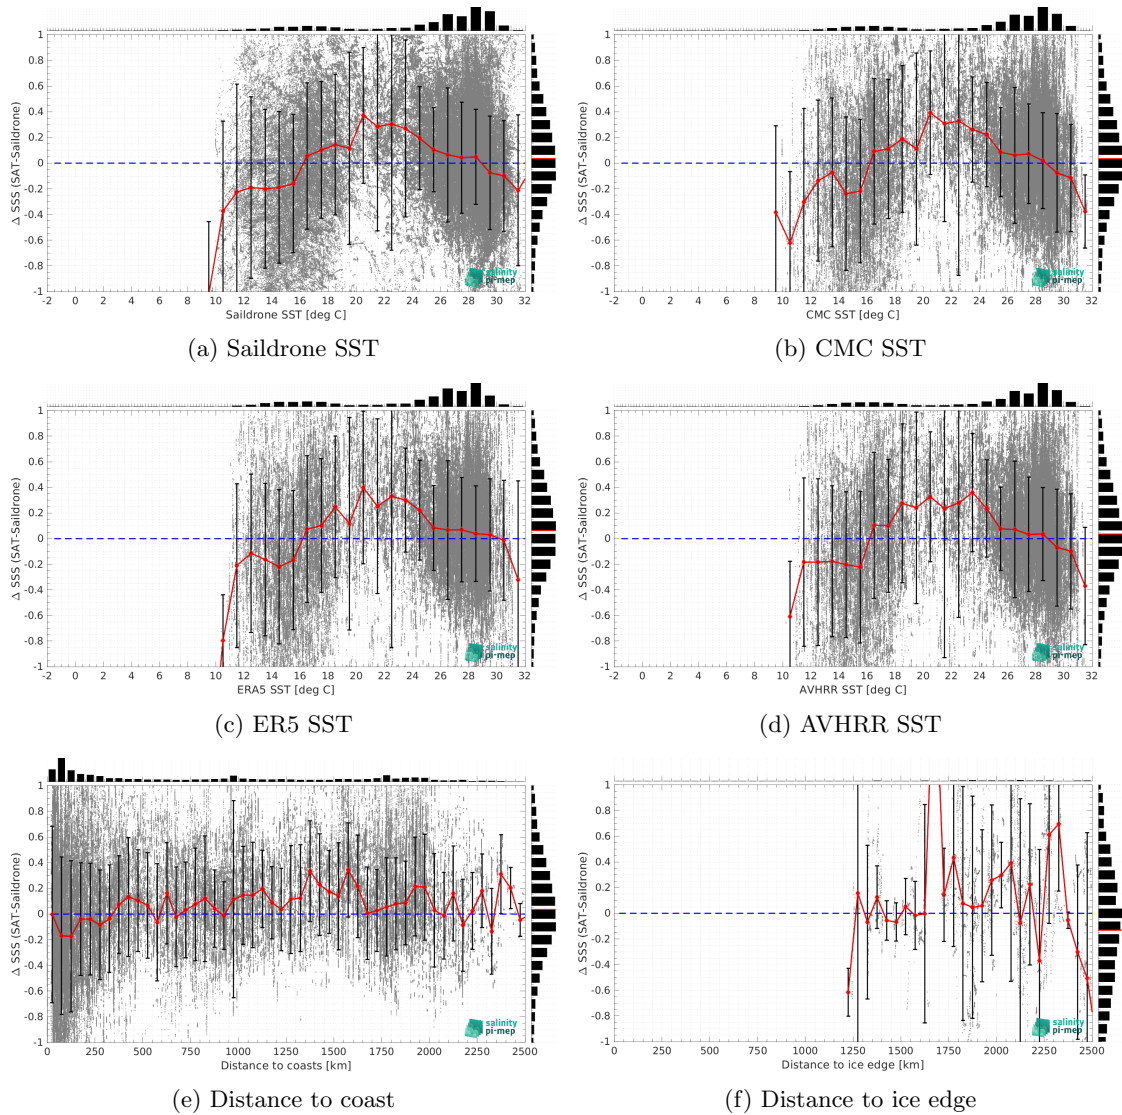 1
0.8
0.6
0.4
0.2
0
-0.2
-0.4
-0.6
-0.8
-1
Δ SSS (SAT-Saildrone)
-2 0 2 4 6 8 10 12 14 16 18 20 22 24 26 28 30 32
Saildrone SST [deg C]
salinity
pi-mep
(a) Saildrone SST
1
0.8
0.6
0.4
0.2
0
-0.2
-0.4
-0.6
-0.8
-1
Δ SSS (SAT-Saildrone)
-2 0 2 4 6 8 10 12 14 16 18 20 22 24 26 28 30 32
CMC SST [deg C]
salinity
pi-mep
(b) CMC SST
1
0.8
0.6
0.4
0.2
0
-0.2
-0.4
-0.6
-0.8
-1
Δ SSS (SAT-Saildrone)
-2 0 2 4 6 8 10 12 14 16 18 20 22 24 26 28 30 32
ERA5 SST [deg C]
salinity
pi-mep
(c) ER5 SST
1
0.8
0.6
0.4
0.2
0
-0.2
-0.4
-0.6
-0.8
-1
Δ SSS (SAT-Saildrone)
-2 0 2 4 6 8 10 12 14 16 18 20 22 24 26 28 30 32
AVHRR SST [deg C]
salinity
pi-mep
(d) AVHRR SST
1
0.8
0.6
0.4
0.2
0
-0.2
-0.4
-0.6
-0.8
-1
Δ SSS (SAT-Saildrone)
0 250 500 750 1000 1250 1500 1750 2000 2250 2500
Distance to coasts [km]
salinity
pi-mep
(e) Distance to coast
1
0.8
0.6
0.4
0.2
0
-0.2
-0.4
-0.6
-0.8
-1
Δ SSS (SAT-Saildrone)
0 250 500 750 1000 1250 1500 1750 2000 2250 2500
Distance to ice edge [km]
salinity
pi-mep
(f) Distance to ice edge